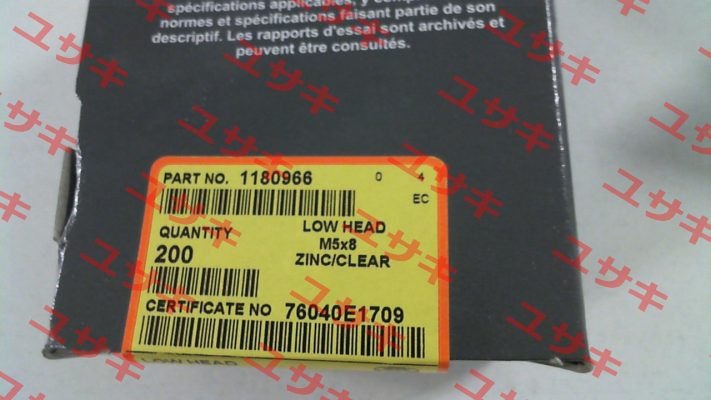 spécifications applicables, y
normes et spécifications faisant partie de son
descriptif. Les rapports d'essai sont archivés et
peuvent être consultés.
PART NO. 1180966 0 4
EC
QUANTITY LOW HEAD
200 M5x8
ZINC/CLEAR
CERTIFICATE NO 76040E1709
LOW HEAD
ユサキ